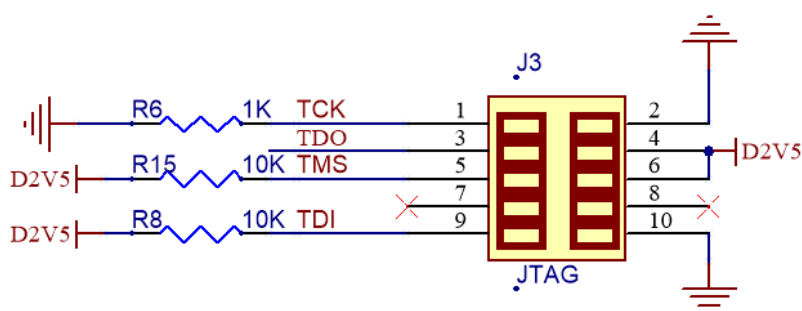 J3
R6 1K TCK 1 2
TDO 3 4 D2V5
D2V5 R15 10K TMS 5 6
7 8
D2V5 R8 10K TDI 9 10
JTAG